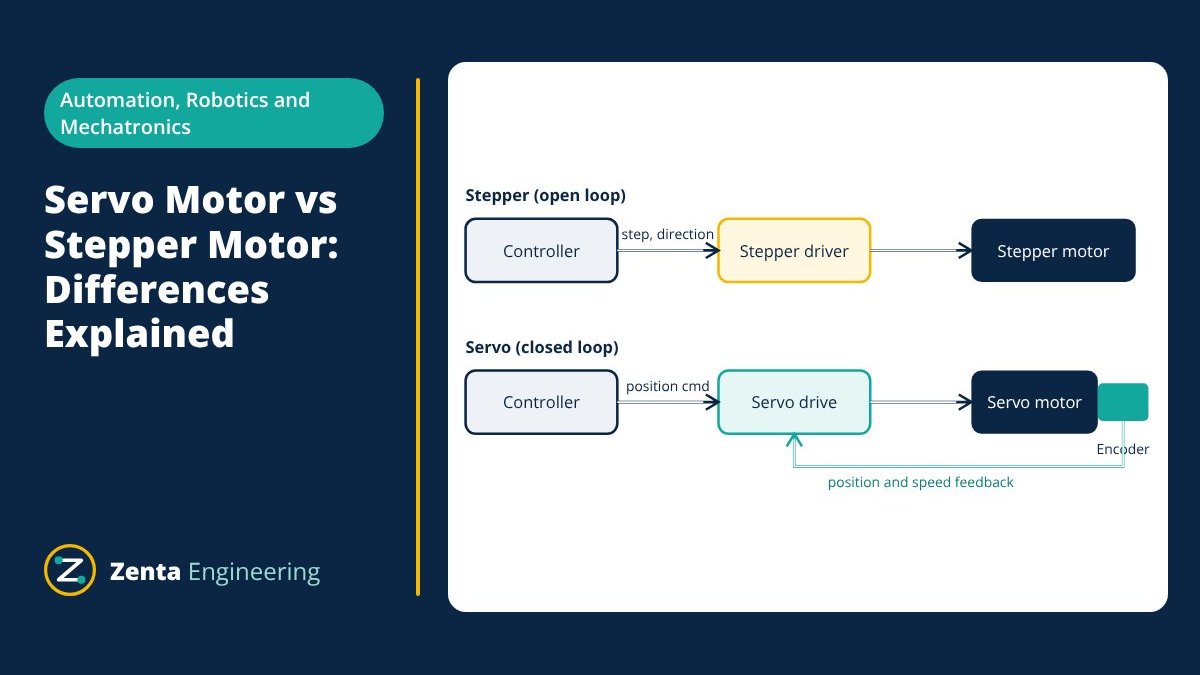 Automation, Robotics and
Mechatronics
Servo Motor vs
Stepper Motor:
Differences
Explained
Zenta Engineering
Stepper (open loop)
Controller
step, direction
Stepper driver
Stepper motor
Servo (closed loop)
Controller
position cmd
Servo drive
Servo motor
Encoder
position and speed feedback